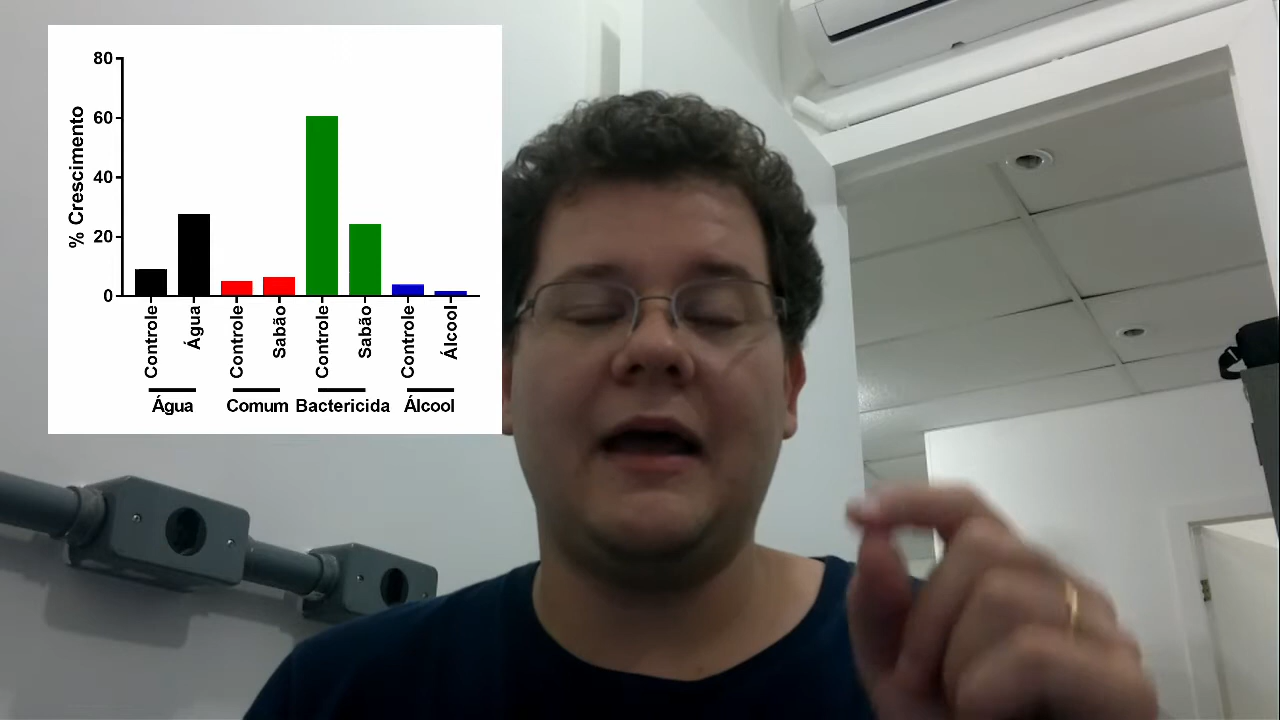 80
60
40
20
0
% Crescimento
Controle
Água
Controle
Sabão
Controle
Sabão
Controle
Álcool
Água
Comum
Bactericida
Álcool